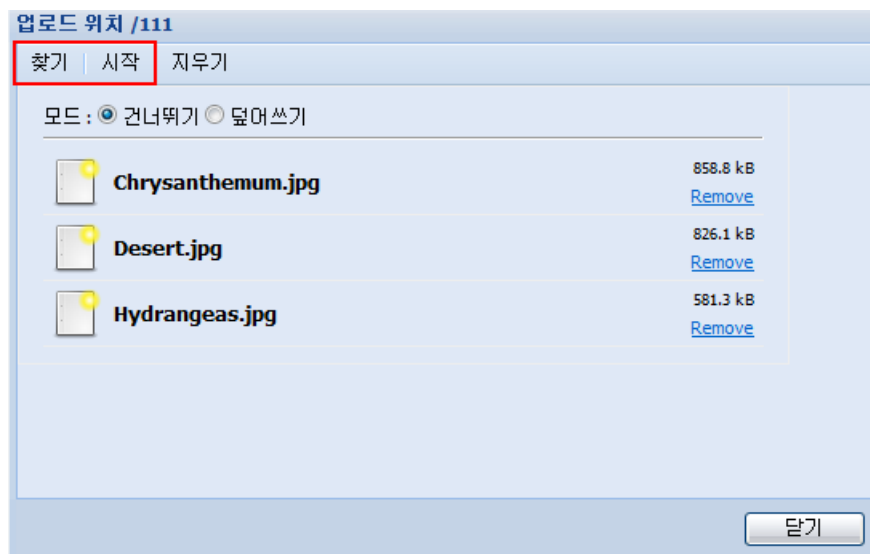 업로드 위치 /111
찾기 시작 지우기
모드 : 건너뛰기 덮어쓰기
Chrysanthemum.jpg 858.8 kB
Remove
Desert.jpg 826.1 kB
Remove
Hydrangeas.jpg 581.3 kB
Remove
닫기